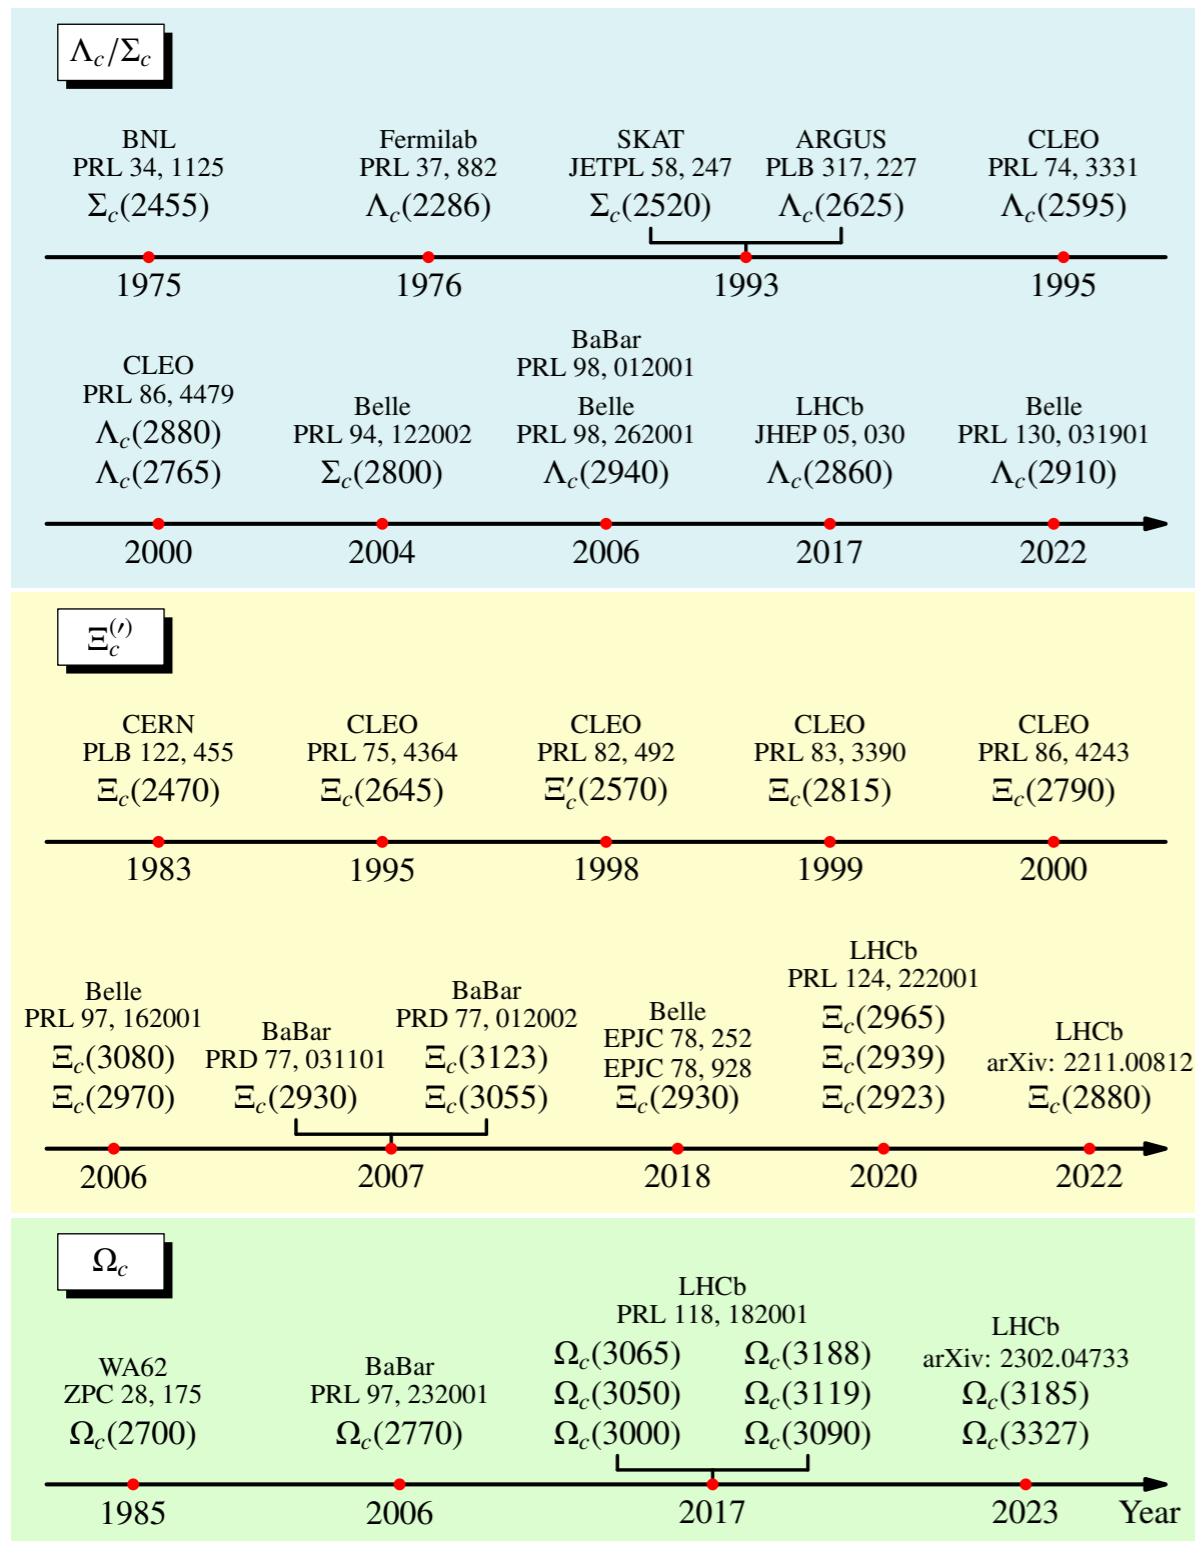 Λc/Σc
BNL
PRL 34, 1125
Σc(2455)
Fermilab
PRL 37, 882
Λc(2286)
SKAT
JETPL 58, 247
Σc(2520)
ARGUS
PLB 317, 227
Λc(2625)
CLEO
PRL 74, 3331
Λc(2595)
1975
1976
1993
1995
CLEO
PRL 86, 4479
Λc(2880)
Λc(2765)
Belle
PRL 94, 122002
Σc(2800)
BaBar
PRL 98, 012001
Belle
PRL 98, 262001
Λc(2940)
LHCb
JHEP 05, 030
Λc(2860)
Belle
PRL 130, 031901
Λc(2910)
2000
2004
2006
2017
2022
Ξc(′)
CERN
PLB 122, 455
Ξc(2470)
CLEO
PRL 75, 4364
Ξc(2645)
CLEO
PRL 82, 492
Ξ′c(2570)
CLEO
PRL 83, 3390
Ξc(2815)
CLEO
PRL 86, 4243
Ξc(2790)
1983
1995
1998
1999
2000
Belle
PRL 97, 162001
Ξc(3080)
Ξc(2970)
BaBar
PRD 77, 031101
Ξc(2930)
BaBar
PRD 77, 012002
Ξc(3123)
Ξc(3055)
Belle
EPJC 78, 252
EPJC 78, 928
Ξc(2930)
LHCb
PRL 124, 222001
Ξc(2965)
Ξc(2939)
Ξc(2923)
LHCb
arXiv: 2211.00812
Ξc(2880)
2006
2007
2018
2020
2022
Ωc
WA62
ZPC 28, 175
Ωc(2700)
BaBar
PRL 97, 232001
Ωc(2770)
LHCb
PRL 118, 182001
Ωc(3065) Ωc(3188)
Ωc(3050) Ωc(3119)
Ωc(3000) Ωc(3090)
LHCb
arXiv: 2302.04733
Ωc(3185)
Ωc(3327)
1985
2006
2017
2023
Year